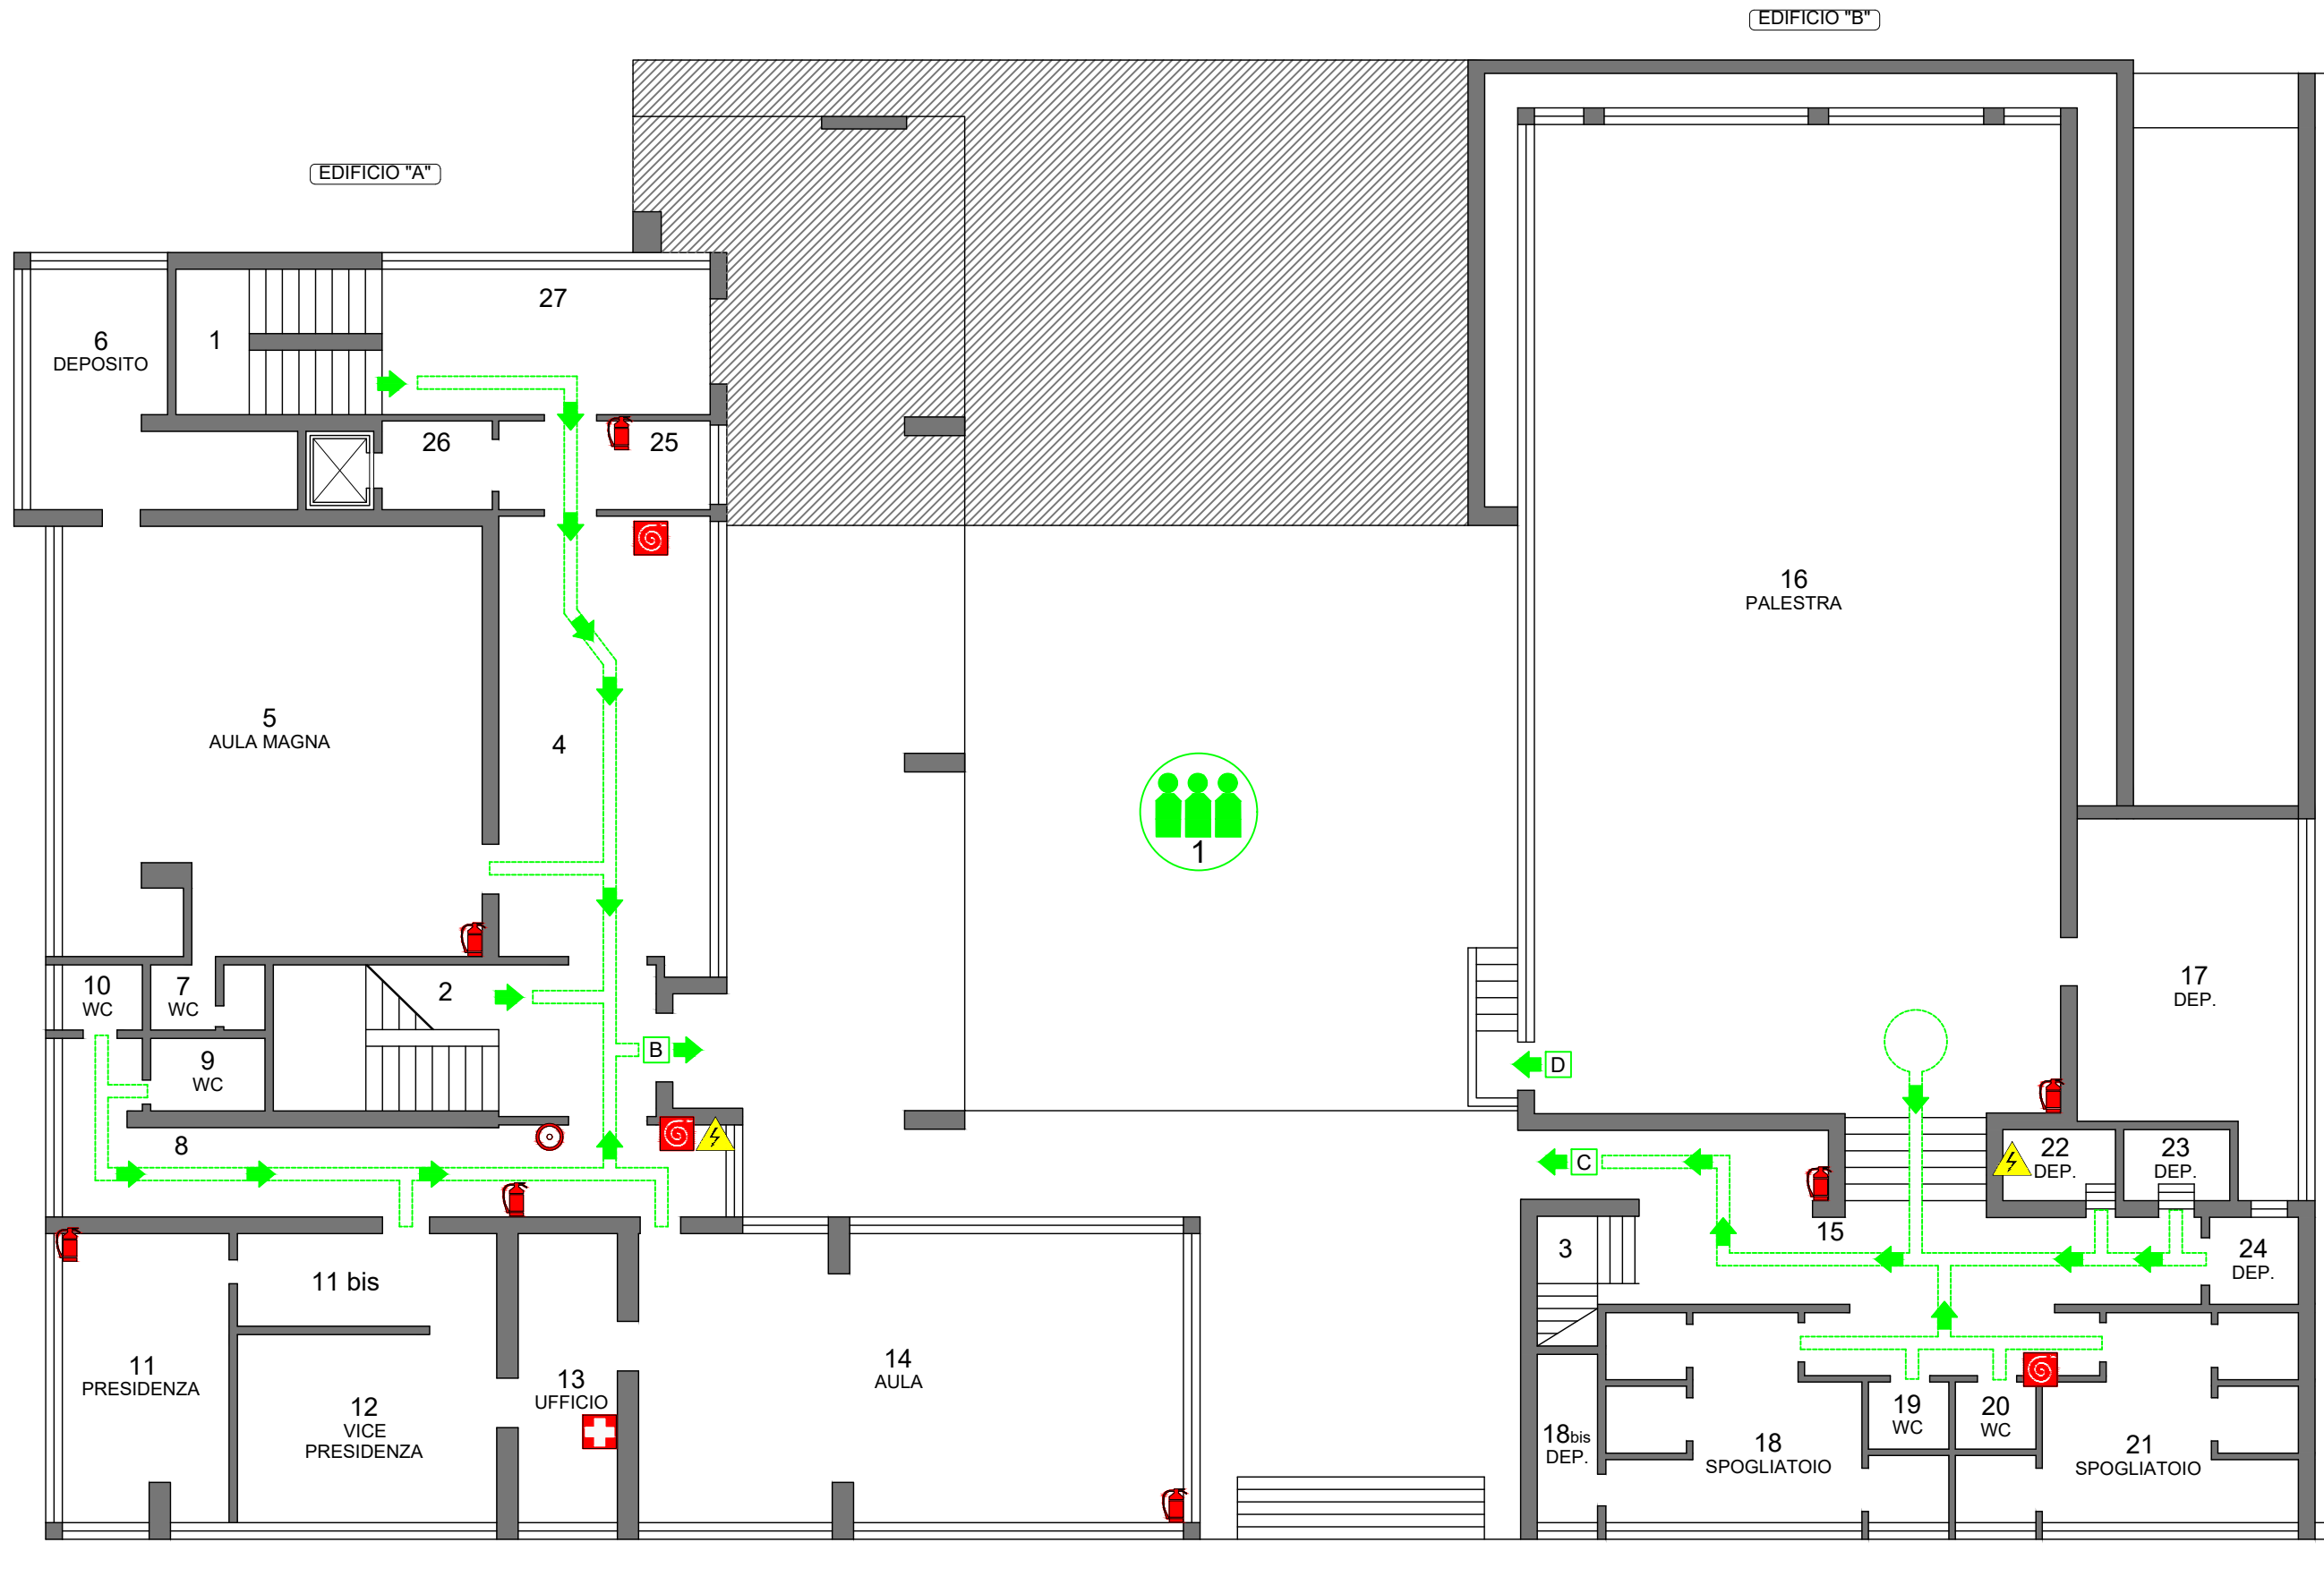 EDIFICIO "B"
EDIFICIO "A"
27
6
DEPOSITO
1
26
25
16
PALESTRA
5
AULA MAGNA
4
1
10
WC
7
WC
2
17
DEP.
9
WC
B
D
8
C
22
DEP.
23
DEP.
15
3
24
DEP.
11 bis
11
PRESIDENZA
12
VICE
PRESIDENZA
13
UFFICIO
14
AULA
18bis
DEP.
18
SPOGLIATOIO
19
WC
20
WC
21
SPOGLIATOIO